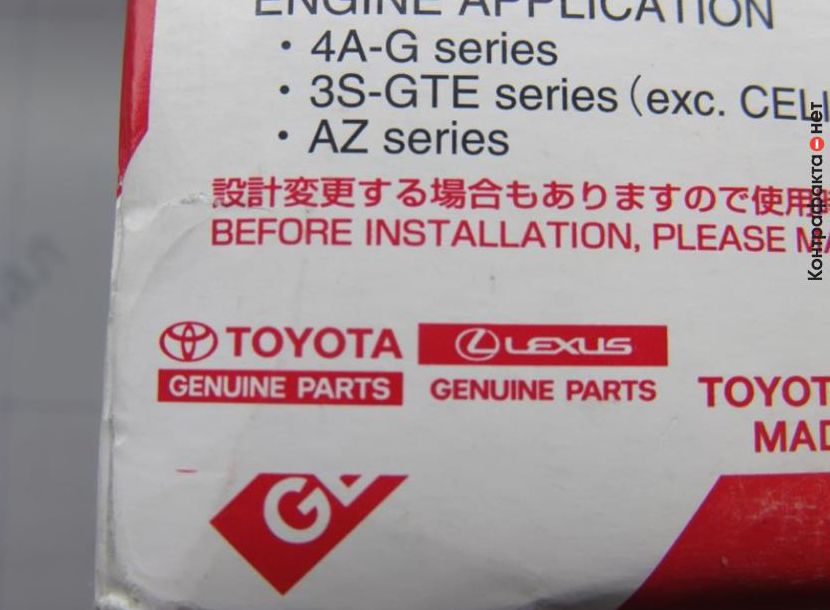 ENGINE APPLICATION
・4A-G series
・3S-GTE series (exc. CELI
・AZ series
設計変更する場合もありますので使用
BEFORE INSTALLATION, PLEASE MA
TOYOTA
GENUINE PARTS
LEXUS
GENUINE PARTS
TOYOT
MAD
G
Контрафакта нет